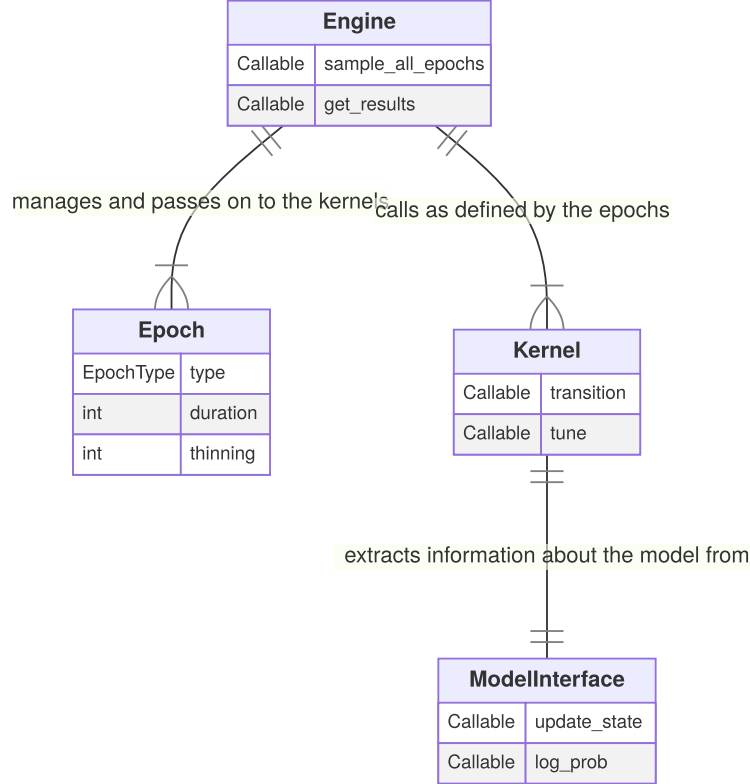 Engine
Callable sample_all_epochs
Callable get_results
manages and passes on to the kernels
calls as defined by the epochs
Epoch
EpochType type
int duration
int thinning
Kernel
Callable transition
Callable tune
extracts information about the model from
ModelInterface
Callable update_state
Callable log_prob